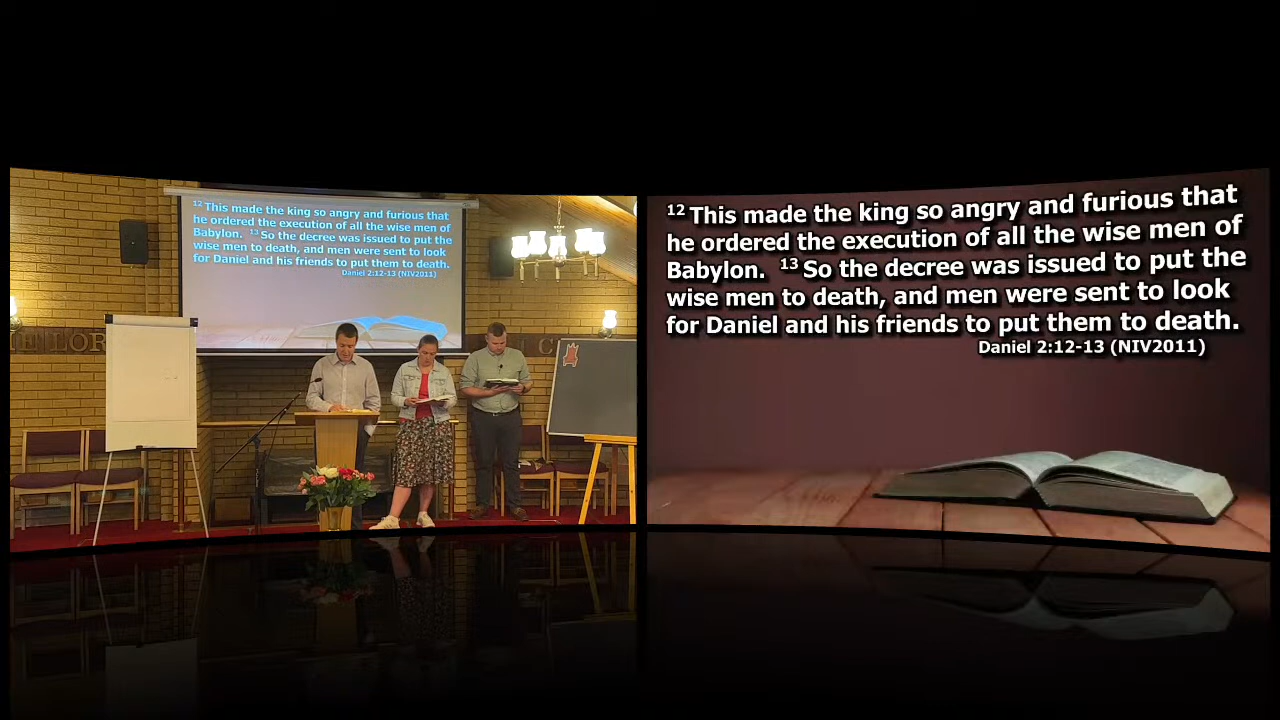 12 This made the king so angry and furious that
he ordered the execution of all the wise men of
Babylon. 13 So the decree was issued to put the
wise men to death, and men were sent to look
for Daniel and his friends to put them to death.
Daniel 2:12-13 (NIV2011)
LOR
C
12 This made the king so angry and furious that
he ordered the execution of all the wise men of
Babylon. 13 So the decree was issued to put the
wise men to death, and men were sent to look
for Daniel and his friends to put them to death.
Daniel 2:12-13 (NIV2011)